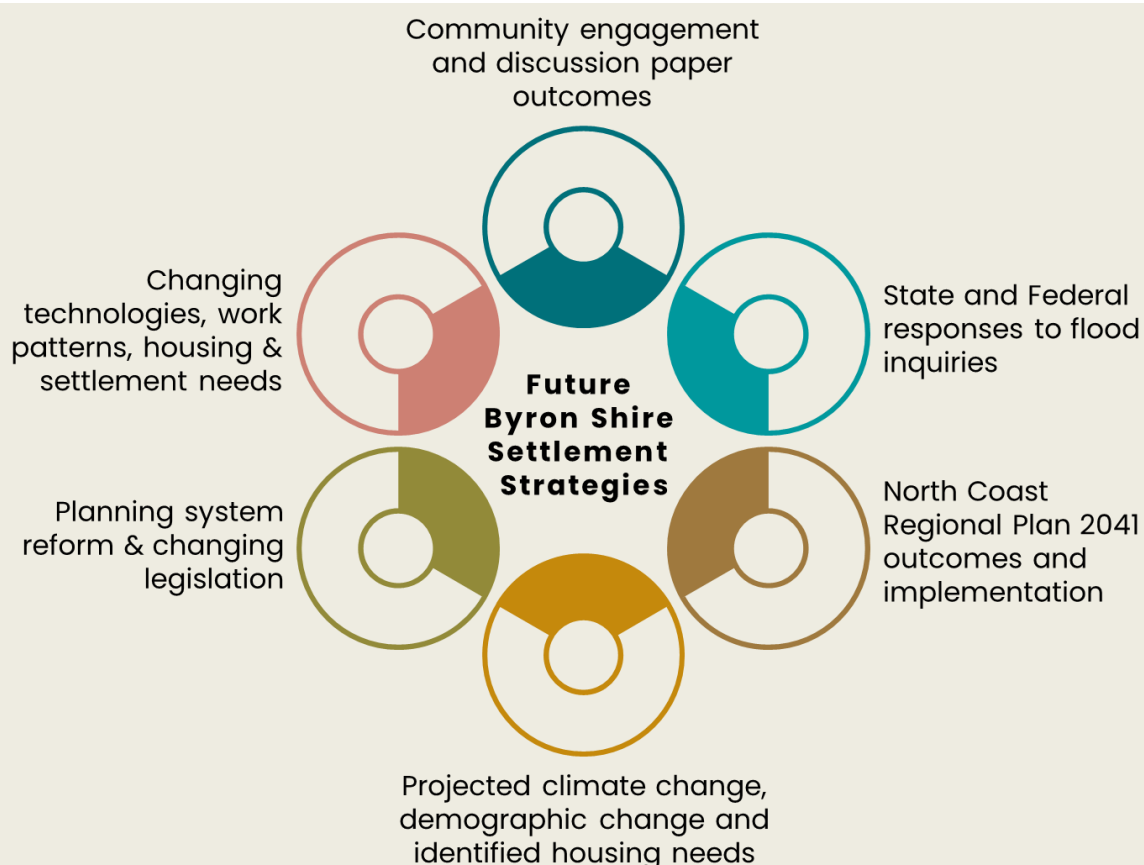 Community engagement
and discussion paper
outcomes
State and Federal
responses to flood
inquiries
North Coast
Regional Plan 2041
outcomes and
implementation
Projected climate change,
demographic change and
identified housing needs
Planning system
reform & changing
legislation
Changing
technologies, work
patterns, housing &
settlement needs
Future
Byron Shire
Settlement
Strategies